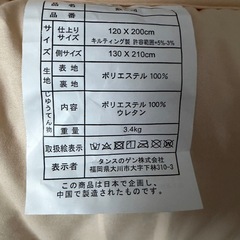 サイズ 仕上りサイズ 120 X 200cm
キルティング製 許容範囲+5%-3%
側サイズ 130 X 210cm
生地 表地 ポリエステル 100%
裏地
じゅうてん物 ポリエステル 100%
ウレタン
重量 3.4kg
取扱絵表示
表示者 タンスのゲン株式会社
福岡県大川市大字下林310-3
この商品は日本で企画し、
中国で製造されたものです。